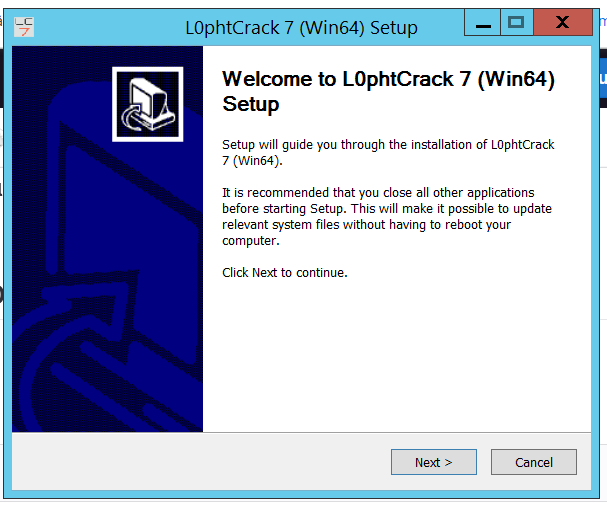 L0phtCrack 7 (Win64) Setup
LC
7
X
Welcome to L0phtCrack 7 (Win64)
Setup
Setup will guide you through the installation of L0phtCrack
7 (Win64).
It is recommended that you close all other applications
before starting Setup. This will make it possible to update
relevant system files without having to reboot your
computer.
Click Next to continue.
Next >
Cancel